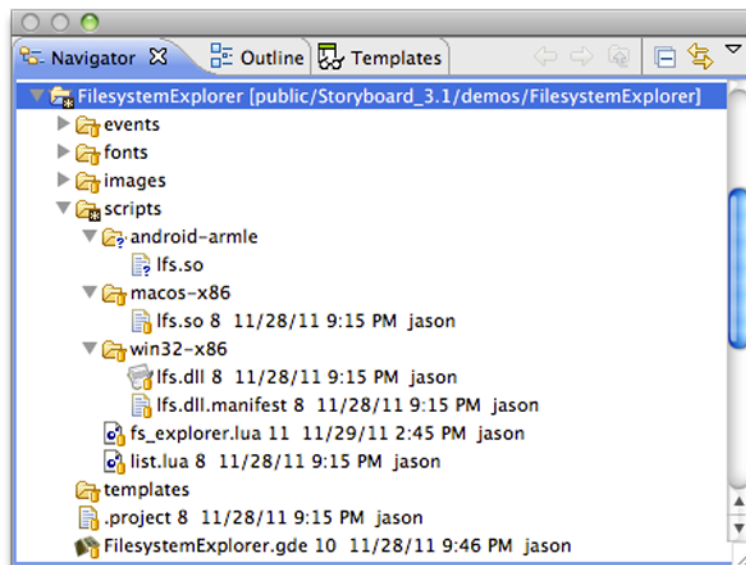 Navigator Outline Templates
FilesystemExplorer [public/Storyboard_3.1/demos/FilesystemExplorer]
events
fonts
images
scripts
android-armle
lfs.so
macos-x86
lfs.so 8 11/28/11 9:15 PM jason
win32-x86
lfs.dll 8 11/28/11 9:15 PM jason
lfs.dll.manifest 8 11/28/11 9:15 PM jason
fs_explorer.lua 11 11/29/11 2:45 PM jason
list.lua 8 11/28/11 9:15 PM jason
templates
.project 8 11/28/11 9:15 PM jason
FilesystemExplorer.gde 10 11/28/11 9:46 PM jason